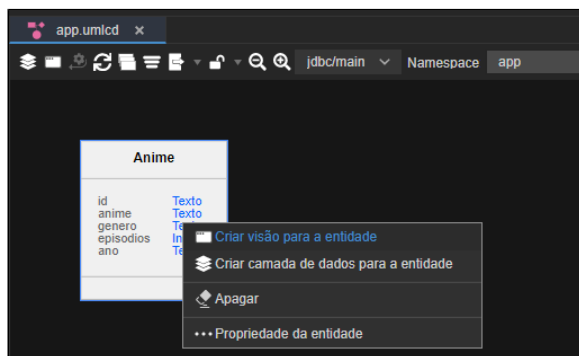 app.umlcd ×
jdbc/main Namespace app
Anime
id Texto
anime Texto
genero
episodios
ano
Criar visão para a entidade
Criar camada de dados para a entidade
Apagar
Propriedade da entidade